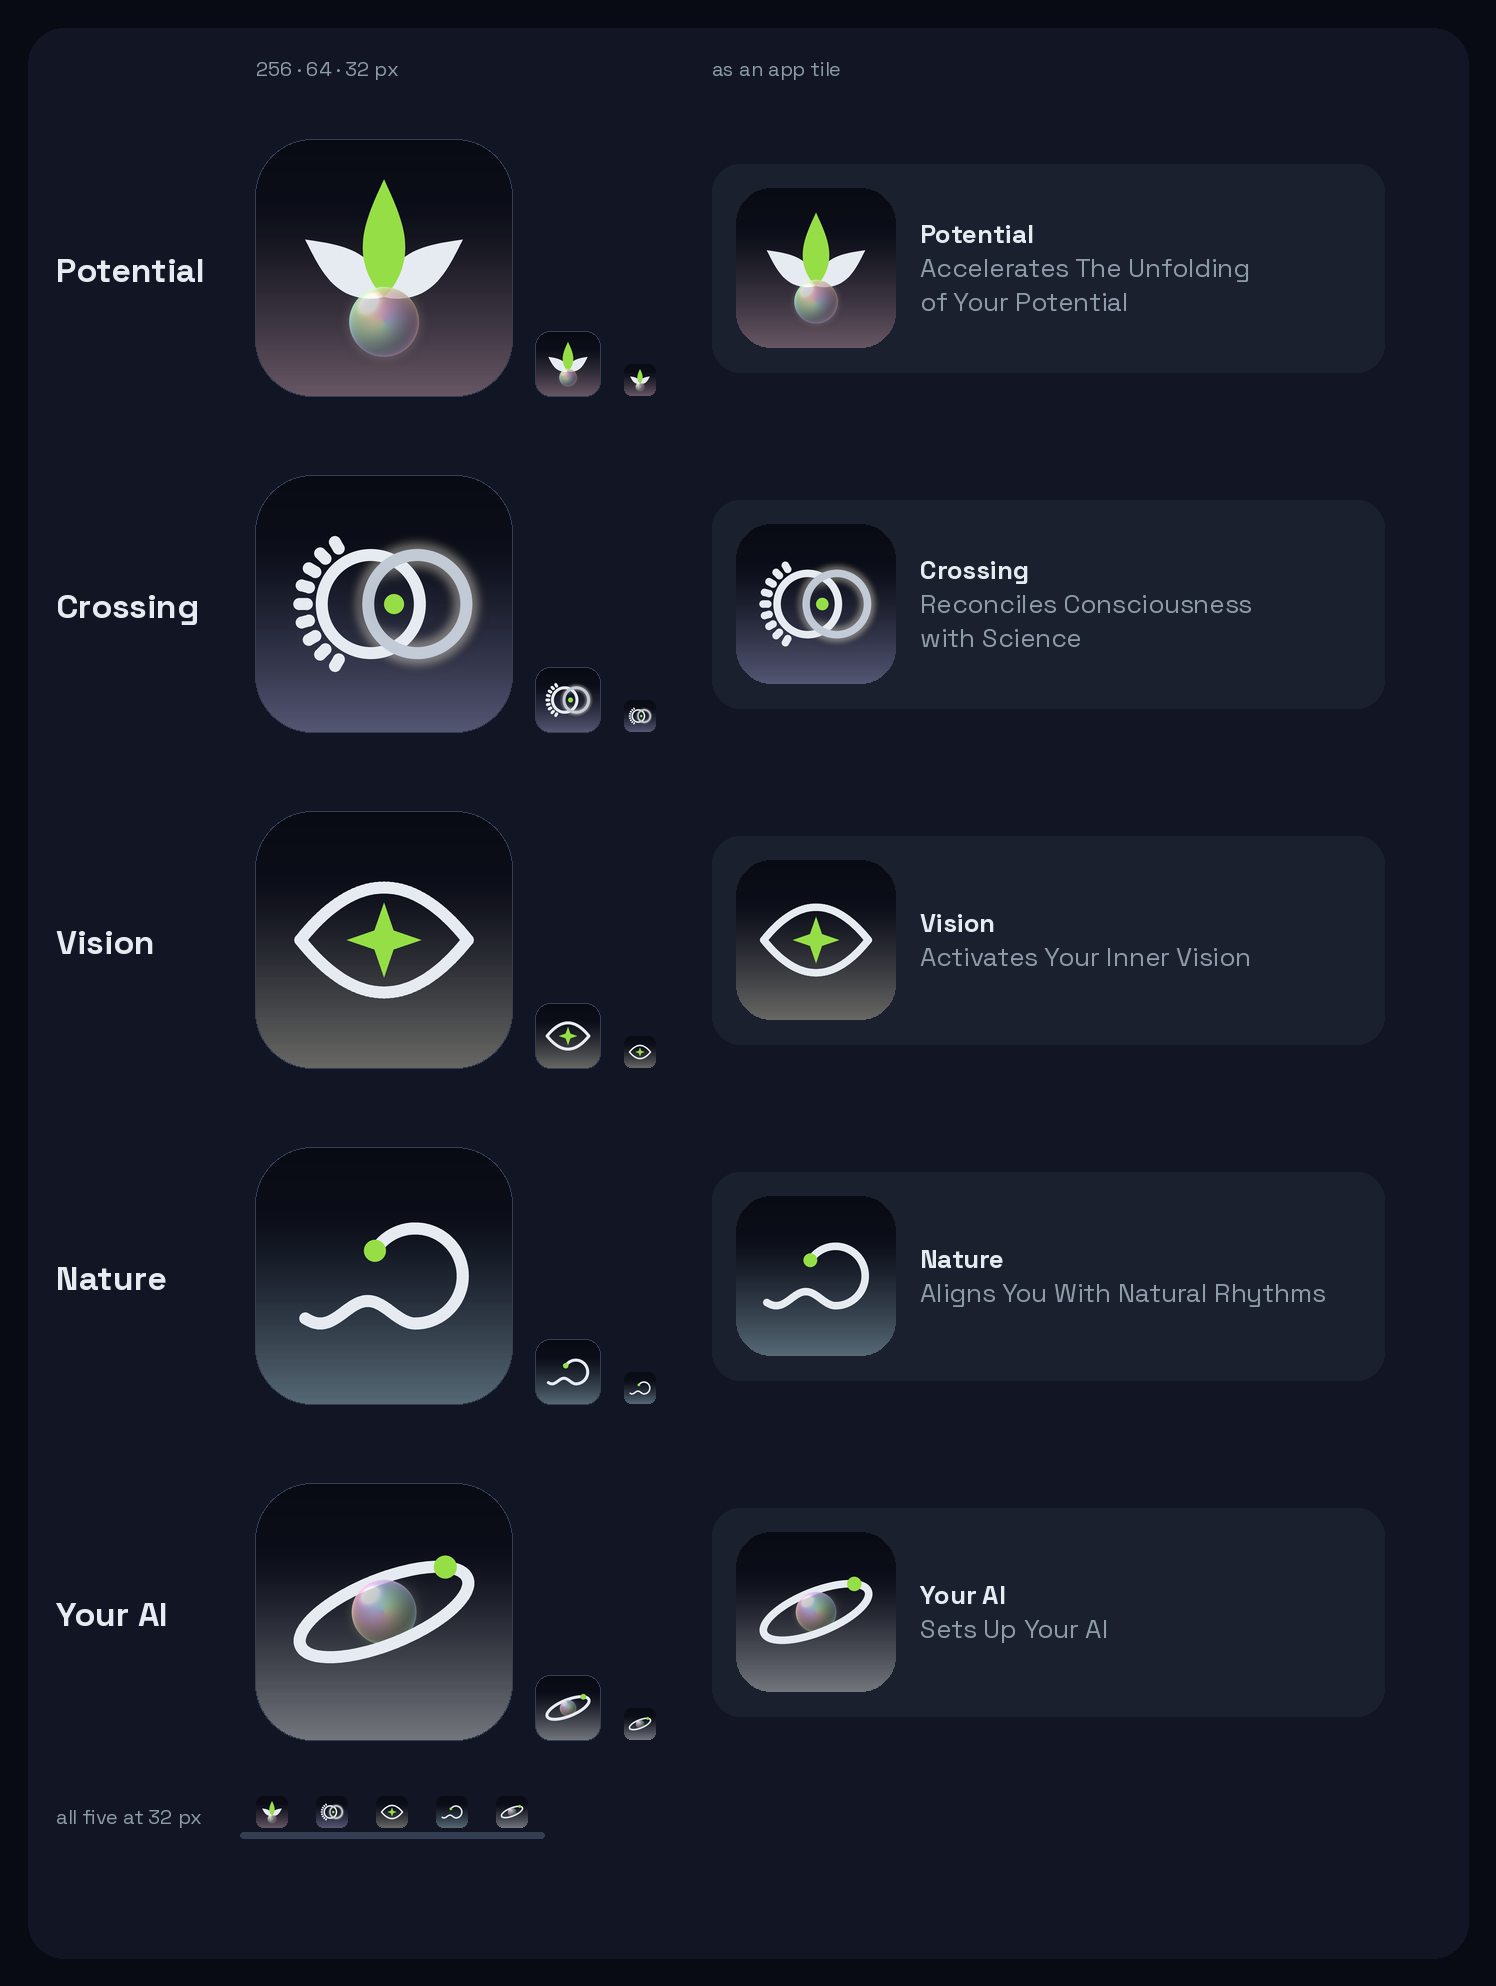 256 · 64 · 32 px
as an app tile
Potential
Potential
Accelerates The Unfolding
of Your Potential
Crossing
Crossing
Reconciles Consciousness
with Science
Vision
Vision
Activates Your Inner Vision
Nature
Nature
Aligns You With Natural Rhythms
Your AI
Your AI
Sets Up Your AI
all five at 32 px